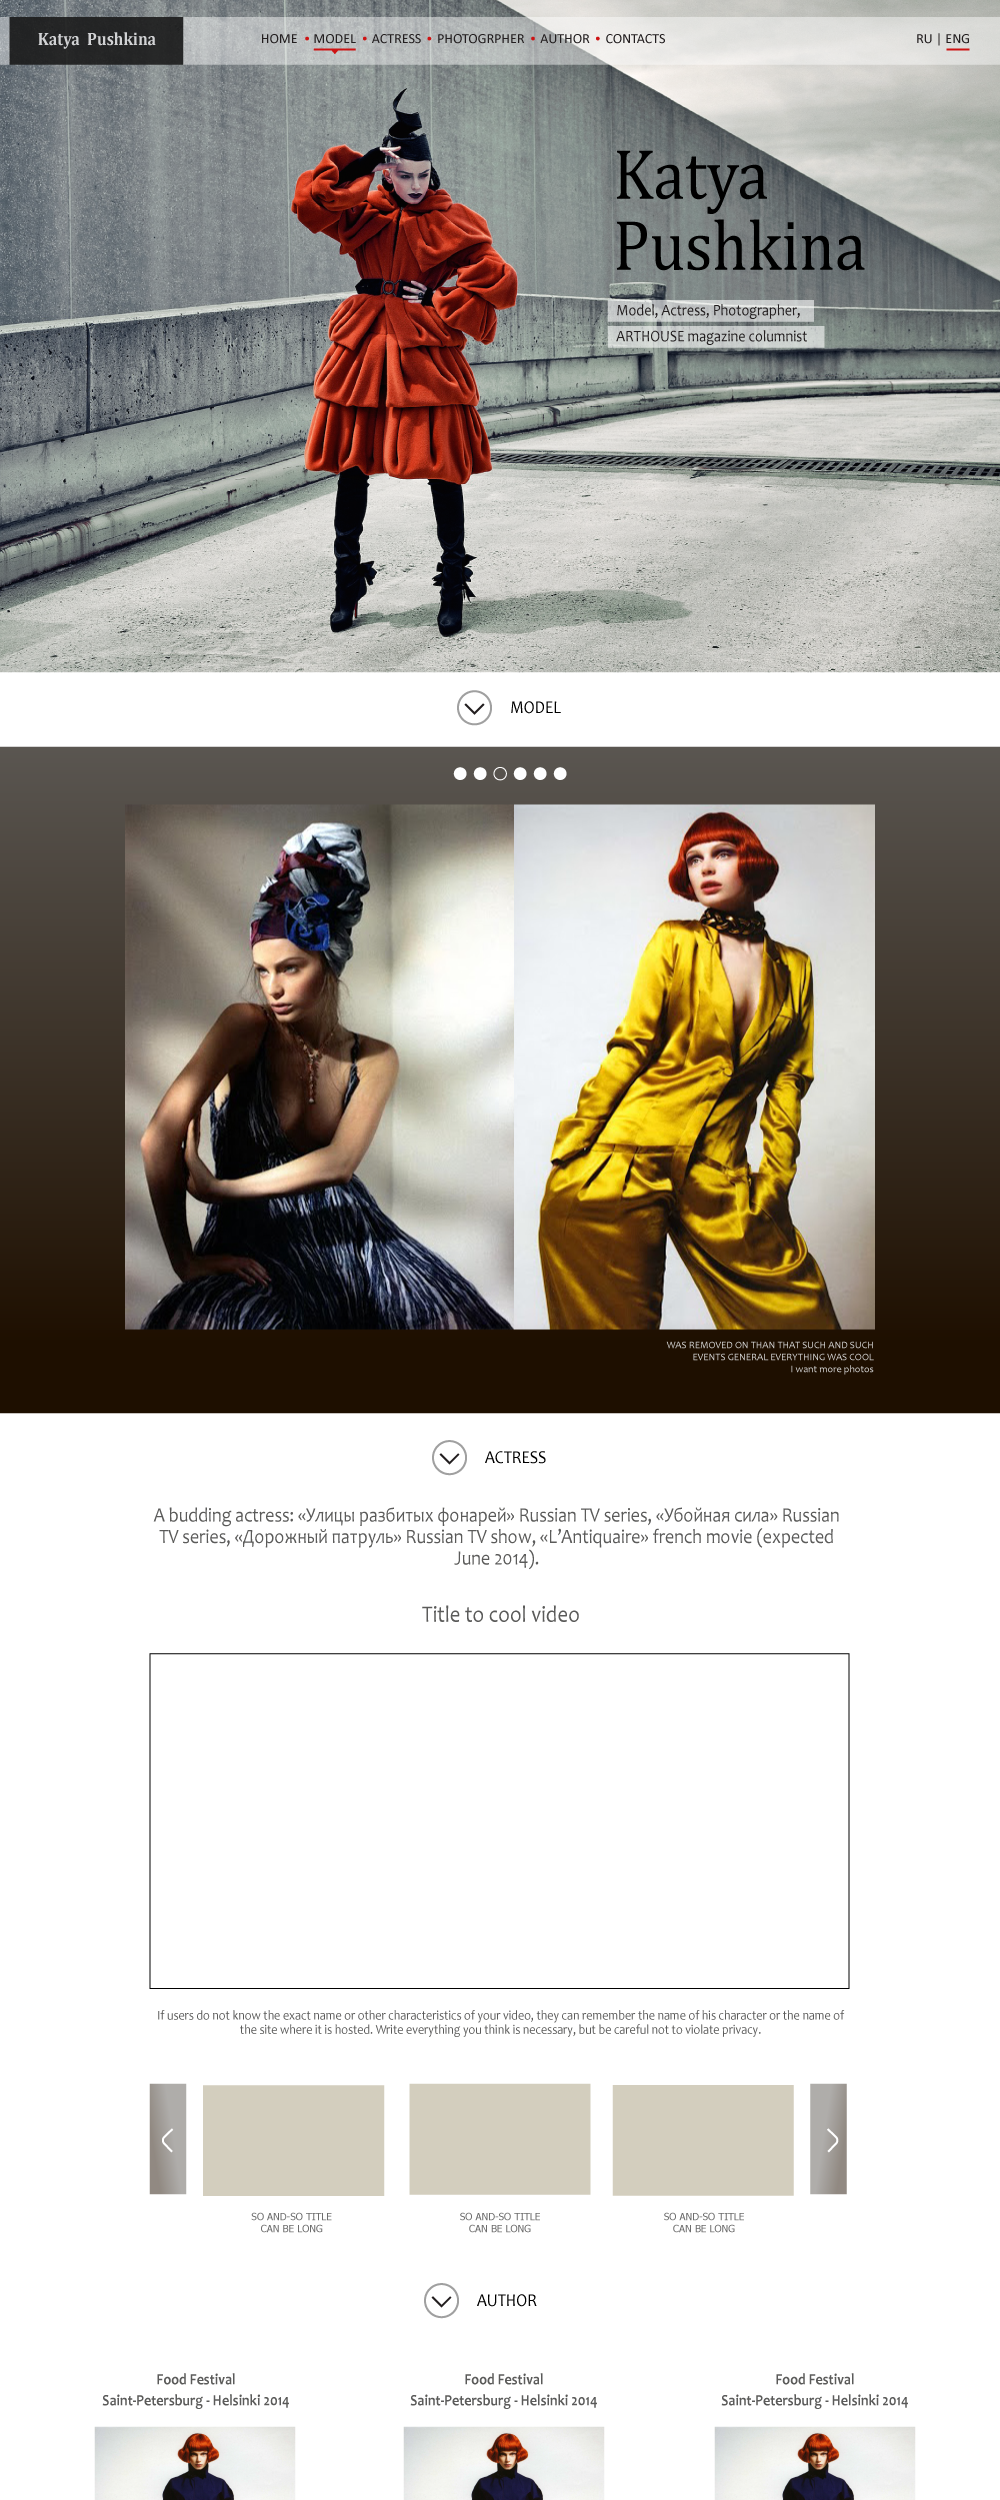 Katya Pushkina
HOME • MODEL • ACTRESS • PHOTOGRPHER • AUTHOR • CONTACTS
RU | ENG
Katya
Pushkina
Model, Actress, Photographer,
ARTHOUSE magazine columnist
MODEL
WAS REMOVED ON THAN THAT SUCH AND SUCH
EVENTS GENERAL EVERYTHING WAS COOL
I want more photos
ACTRESS
A budding actress: «Улицы разбитых фонарей» Russian TV series, «Убойная сила» Russian
TV series, «Дорожный патруль» Russian TV show, «L’Antiquaire» french movie (expected
June 2014).
Title to cool video
If users do not know the exact name or other characteristics of your video, they can remember the name of his character or the name of
the site where it is hosted. Write everything you think is necessary, but be careful not to violate privacy.
SO AND-SO TITLE
CAN BE LONG
SO AND-SO TITLE
CAN BE LONG
SO AND-SO TITLE
CAN BE LONG
AUTHOR
Food Festival
Saint-Petersburg - Helsinki 2014
Food Festival
Saint-Petersburg - Helsinki 2014
Food Festival
Saint-Petersburg - Helsinki 2014